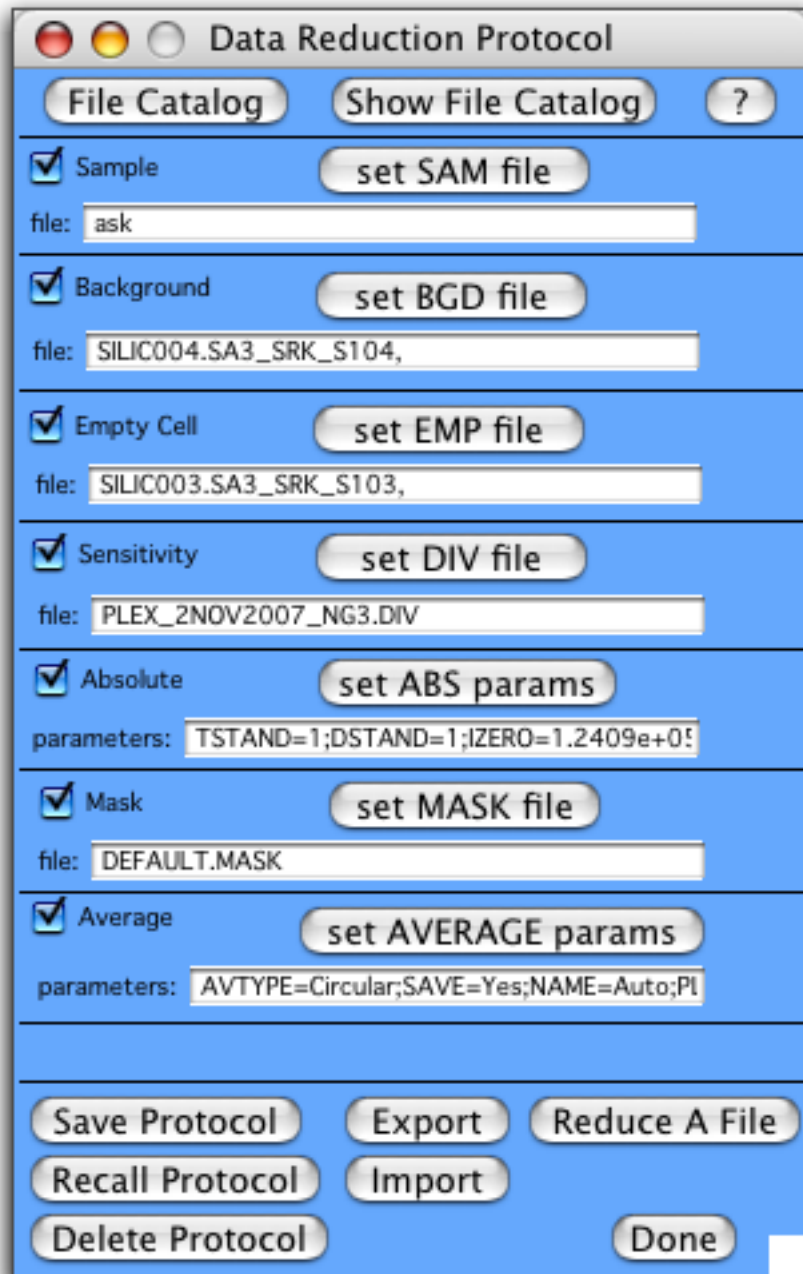 Data Reduction Protocol
File Catalog Show File Catalog ?
Sample set SAM file
file: ask
Background set BGD file
file: SILIC004.SA3_SRK_S104,
Empty Cell set EMP file
file: SILIC003.SA3_SRK_S103,
Sensitivity set DIV file
file: PLEX_2NOV2007_NG3.DIV
Absolute set ABS params
parameters: TSTAND=1;DSTAND=1;IZERO=1.2409e+05
Mask set MASK file
file: DEFAULT.MASK
Average set AVERAGE params
parameters: AVTYPE=Circular;SAVE=Yes;NAME=Auto;Pl
Save Protocol Export Reduce A File
Recall Protocol Import
Delete Protocol Done